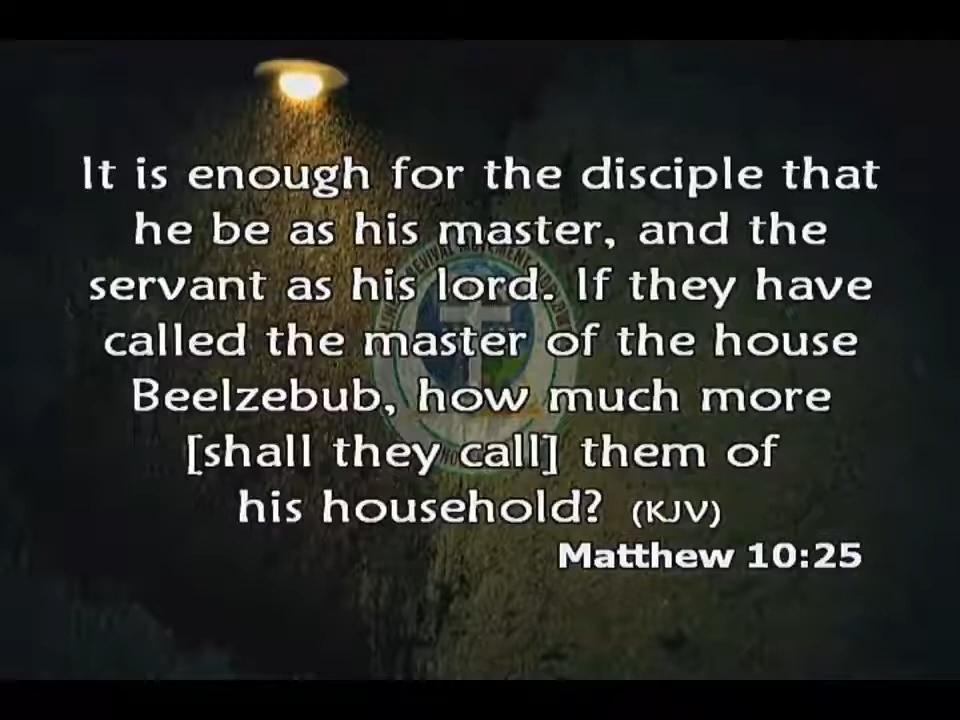 It is enough for the disciple that
he be as his master, and the
servant as his lord. If they have
called the master of the house
Beelzebub, how much more
[shall they call] them of
his household? (KJV)
Matthew 10:25